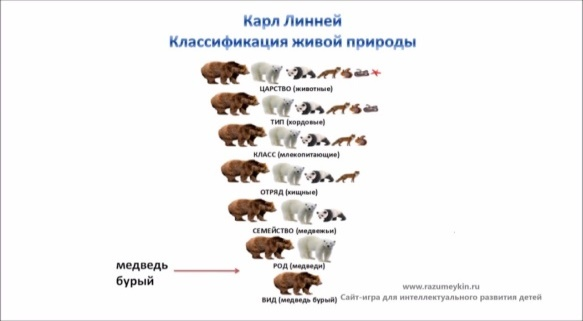 Карл Линней
Классификация живой природы
ЦАРСТВО (животные)
ТИП (хордовые)
КЛАСС (млекопитающие)
ОТРЯД (хищные)
СЕМЕЙСТВО (медвежьи)
РОД (медведи)
медведь
бурый
ВИД (медведь бурый)
www.razumeykin.ru
Сайт-игра для интеллектуального развития детей